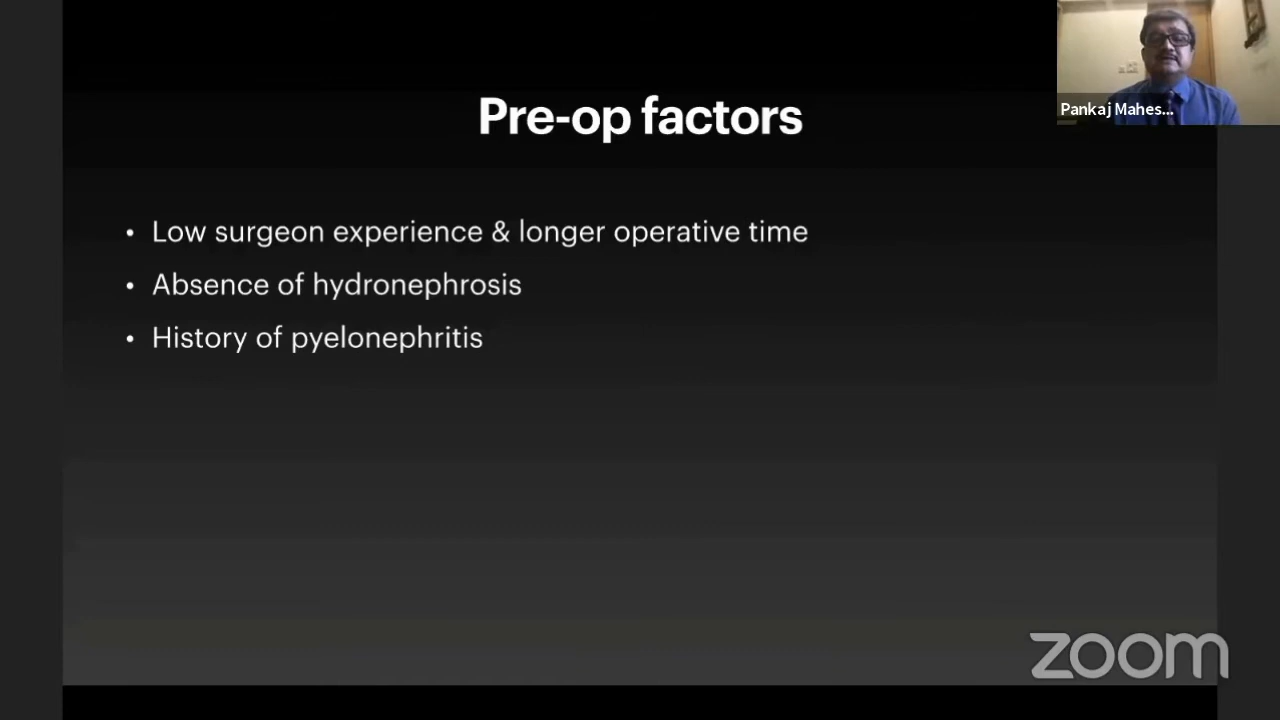 Pre-op factors
Pankaj Mahes...
• Low surgeon experience & longer operative time
• Absence of hydronephrosis
• History of pyelonephritis
zoom